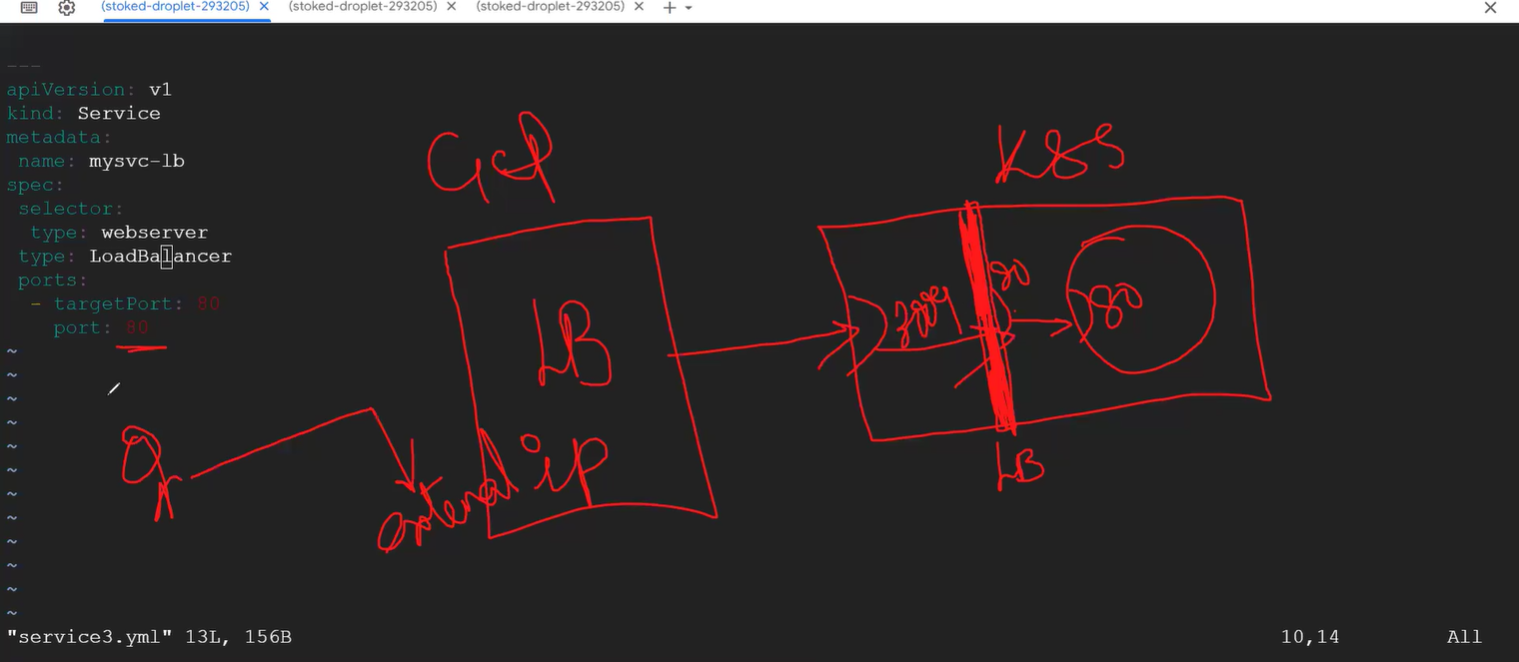 (stoked-droplet-293205) (stoked-droplet-293205) (stoked-droplet-293205)
---
apiVersion: v1
kind: Service
metadata:
 name: mysvc-lb
spec:
 selector:
  type: webserver
 type: LoadBalancer
 ports:
  - targetPort: 80
    port: 80
~
~
~
~
~
~
~
~
~
~
~
~
"service3.yml" 13L, 156B 10,14 All
GCP
K8S
LB
80
80
external ip
LB